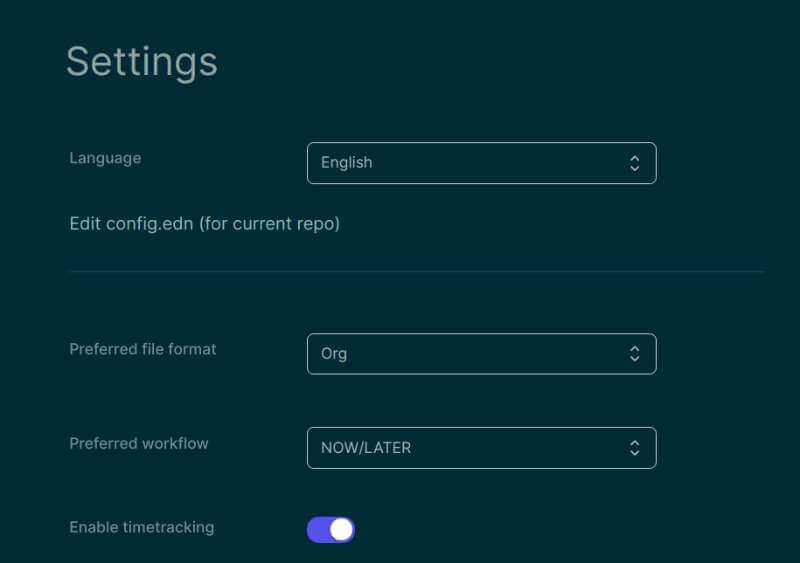 Settings
Language
English
Edit config.edn (for current repo)
Preferred file format
Org
Preferred workflow
NOW/LATER
Enable timetracking